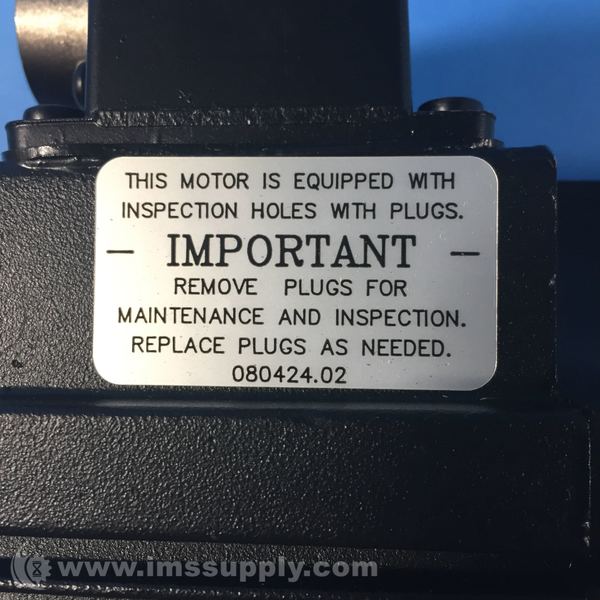 THIS MOTOR IS EQUIPPED WITH
INSPECTION HOLES WITH PLUGS.
- IMPORTANT -
REMOVE PLUGS FOR
MAINTENANCE AND INSPECTION.
REPLACE PLUGS AS NEEDED.
080424.02
www.imssupply.com